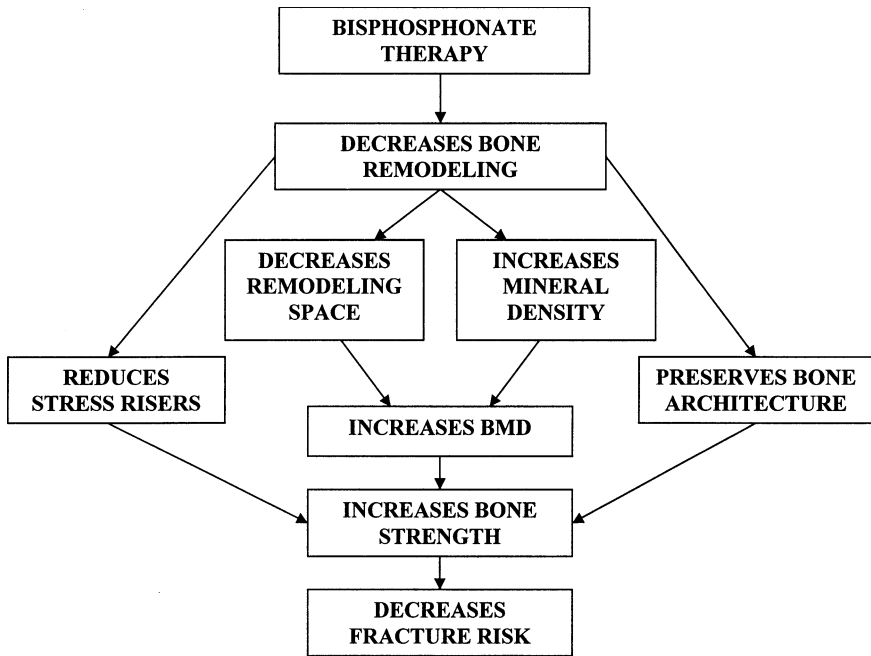 BISPHOSPHONATE
THERAPY
DECREASES BONE
REMODELING
DECREASES
REMODELING
SPACE
INCREASES
MINERAL
DENSITY
REDUCES
STRESS RISERS
PRESERVES BONE
ARCHITECTURE
INCREASES BMD
INCREASES BONE
STRENGTH
DECREASES
FRACTURE RISK